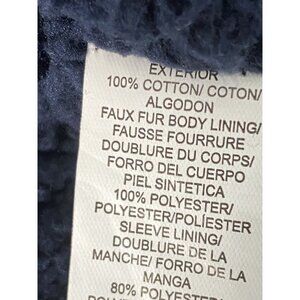 EXTERIOR
100% COTTON/ COTON/
ALGODON
FAUX FUR BODY LINING/
FAUSSE FOURRURE
DOUBLURE DU CORPS/
FORRO DEL CUERPO
PIEL SINTETICA
100% POLYESTER/
POLYESTER/POLIÉSTER
SLEEVE LINING/
DOUBLURE DE LA
MANCHE/ FORRO DE LA
MANGA
80% POLYESTER/